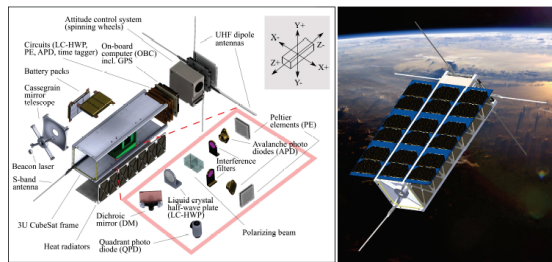 Attitude control system
(spinning wheels)
UHF dipole
antennas
Circuits (LC-HWP,
PE, APD, time tagger)
On-board
computer (OBC)
incl. GPS
Battery packs
Cassegrain
mirror
telescope
Beacon laser
S-band
antenna
3U CubeSat frame
Heat radiators
Y+
X-
Z-
Z+
X+
Y-
Peltier
elements (PE)
Avalanche photo
diodes (APD)
Interference
filters
Liquid crystal
half-wave plate
(LC-HWP)
Dichroic
mirror (DM)
Polarizing beam
Quadrant photo
diode (QPD)